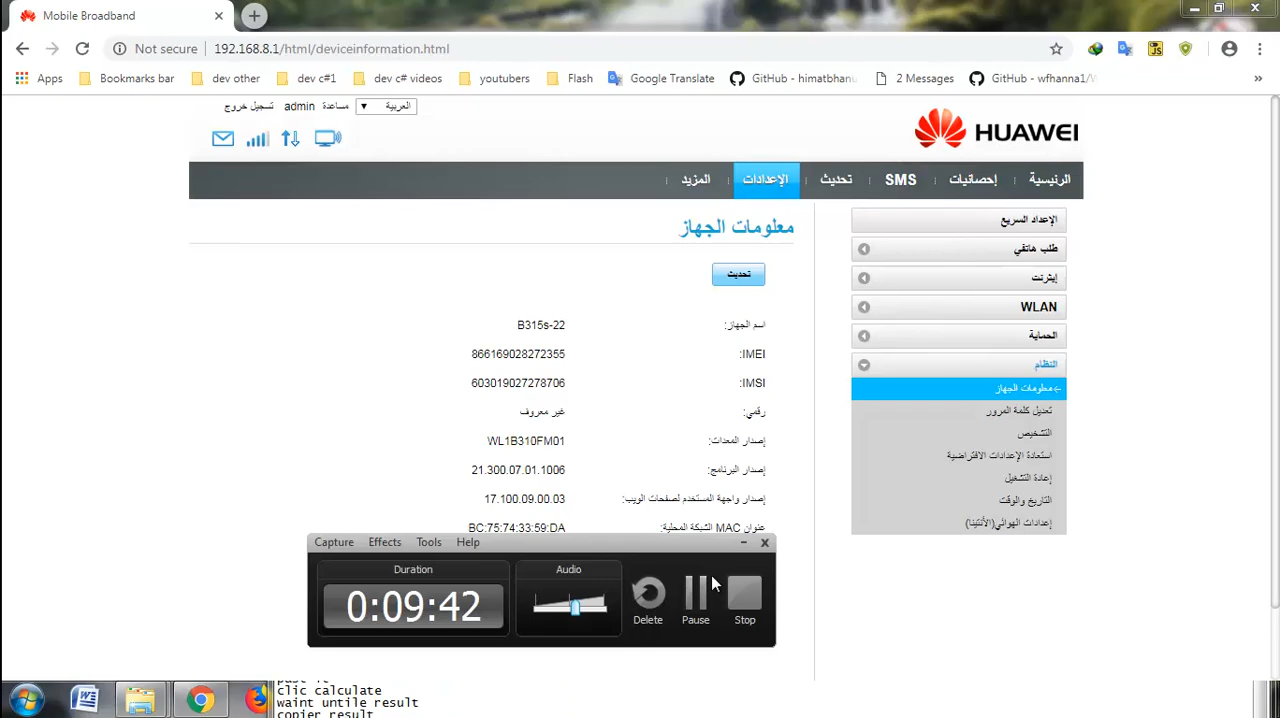 Mobile Broadband
Not secure
192.168.8.1/html/deviceinformation.html
Apps
Bookmarks bar
dev other
dev c#1
dev c# videos
youtubers
Flash
Google Translate
GitHub - himatbhanu
2 Messages
GitHub - wfhanna1/W
»
العربية
مساعدة
admin
تسجيل خروج
HUAWEI
الرئيسية
إحصائيات
SMS
تحديث
الإعدادات
المزيد
معلومات الجهاز
تحديث
اسم الجهاز: B315s-22
IMEI: 866169028272355
IMSI: 603019027278706
رقمي: غير معروف
إصدار المعدات: WL1B310FM01
إصدار البرنامج: 21.300.07.01.1006
إصدار واجهة المستخدم لصفحات الويب: 17.100.09.00.03
عنوان MAC الشبكة المحلية: BC:75:74:33:59:DA
الإعداد السريع
طلب هاتفي
إيثرنت
WLAN
الحماية
النظام
معلومات الجهاز
تعديل كلمة المرور
التشخيص
استعادة الإعدادات الافتراضية
إعادة التشغيل
التاريخ والوقت
إعدادات الهوائي(الأنتينا)
Capture
Effects
Tools
Help
Duration
0:09:42
Audio
Delete
Pause
Stop
clic calculate
waint untile result
copier result